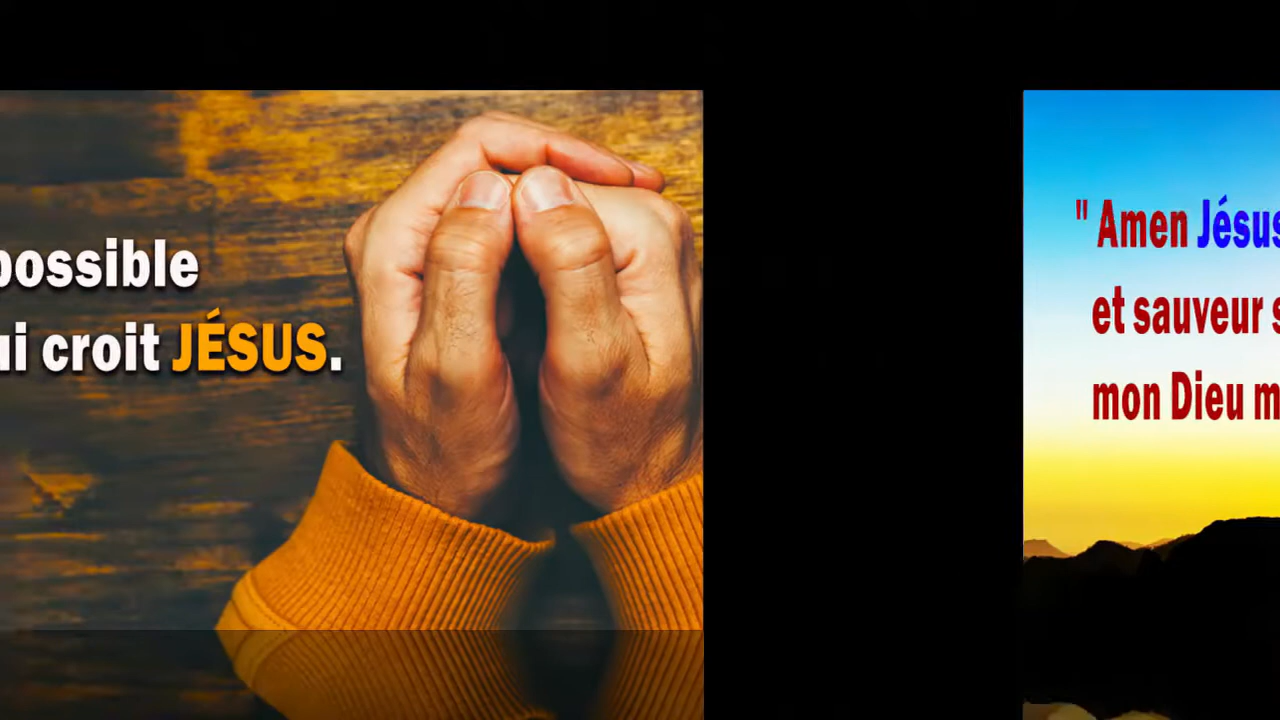 possible
ui croit JÉSUS.
" Amen Jésus
et sauveur s
mon Dieu m